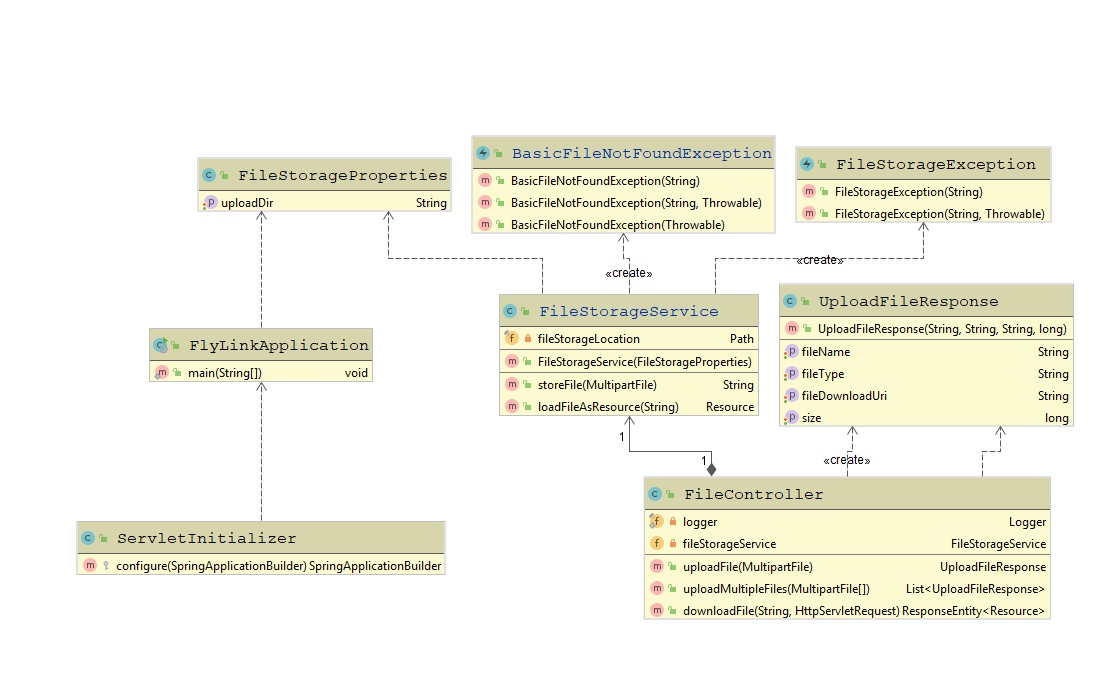 FileStorageProperties
uploadDir String
BasicFileNotFoundException
BasicFileNotFoundException(String)
BasicFileNotFoundException(String, Throwable)
BasicFileNotFoundException(Throwable)
FileStorageException
FileStorageException(String)
FileStorageException(String, Throwable)
«create»
«create»
FlyLinkApplication
main(String[]) void
FileStorageService
fileStorageLocation Path
FileStorageService(FileStorageProperties)
storeFile(MultipartFile) String
loadFileAsResource(String) Resource
UploadFileResponse
UploadFileResponse(String, String, String, long)
fileName String
fileType String
fileDownloadUri String
size long
1
1
«create»
ServletInitializer
configure(SpringApplicationBuilder) SpringApplicationBuilder
FileController
logger Logger
fileStorageService FileStorageService
uploadFile(MultipartFile) UploadFileResponse
uploadMultipleFiles(MultipartFile[]) List<UploadFileResponse>
downloadFile(String, HttpServletRequest) ResponseEntity<Resource>